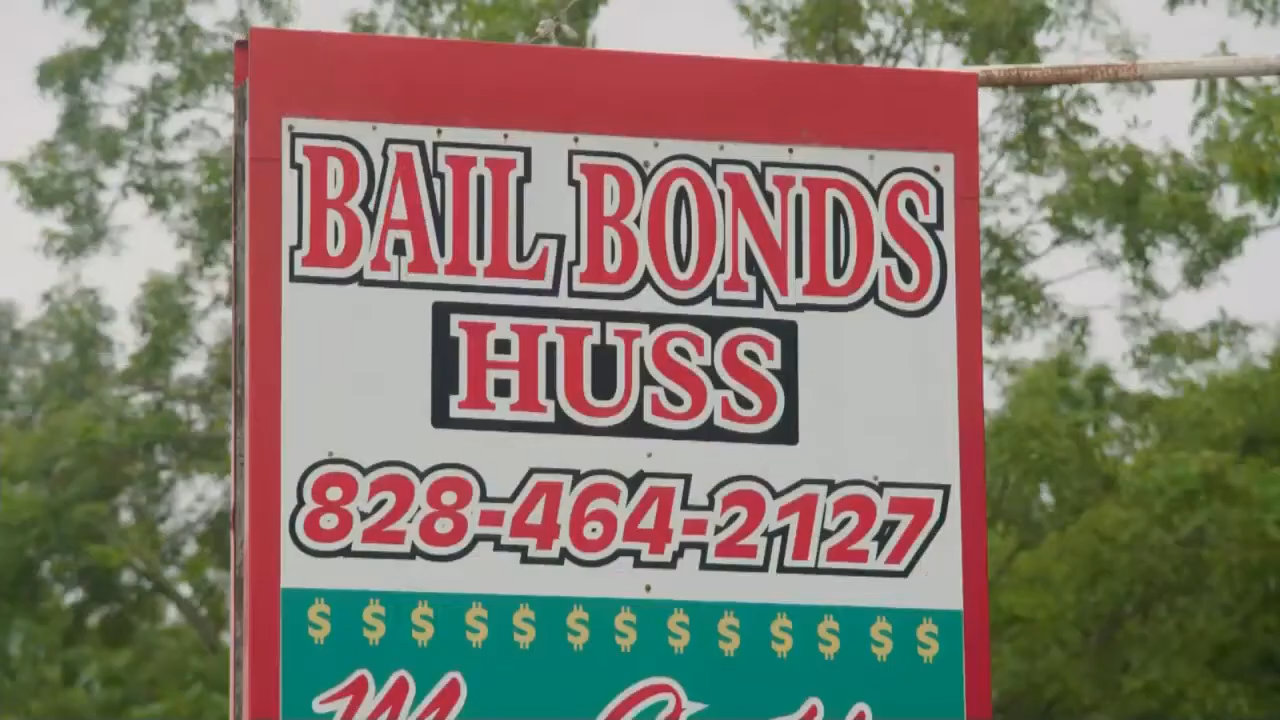 BAIL BONDS
HUSS
828-464-2127
$ $ $ $ $ $ $ $ $ $ $ $ $